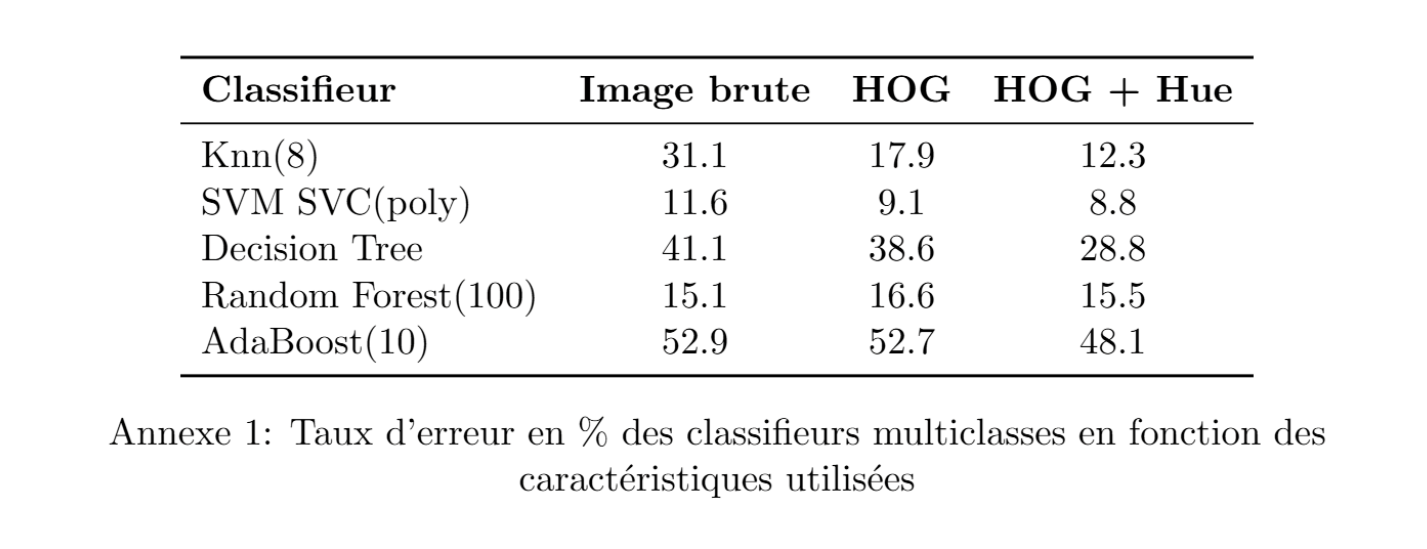 Classifieur Image brute HOG HOG + Hue
Knn(8) 31.1 17.9 12.3
SVM SVC(poly) 11.6 9.1 8.8
Decision Tree 41.1 38.6 28.8
Random Forest(100) 15.1 16.6 15.5
AdaBoost(10) 52.9 52.7 48.1
Annexe 1: Taux d'erreur en % des classifieurs multiclasses en fonction des
caractéristiques utilisées